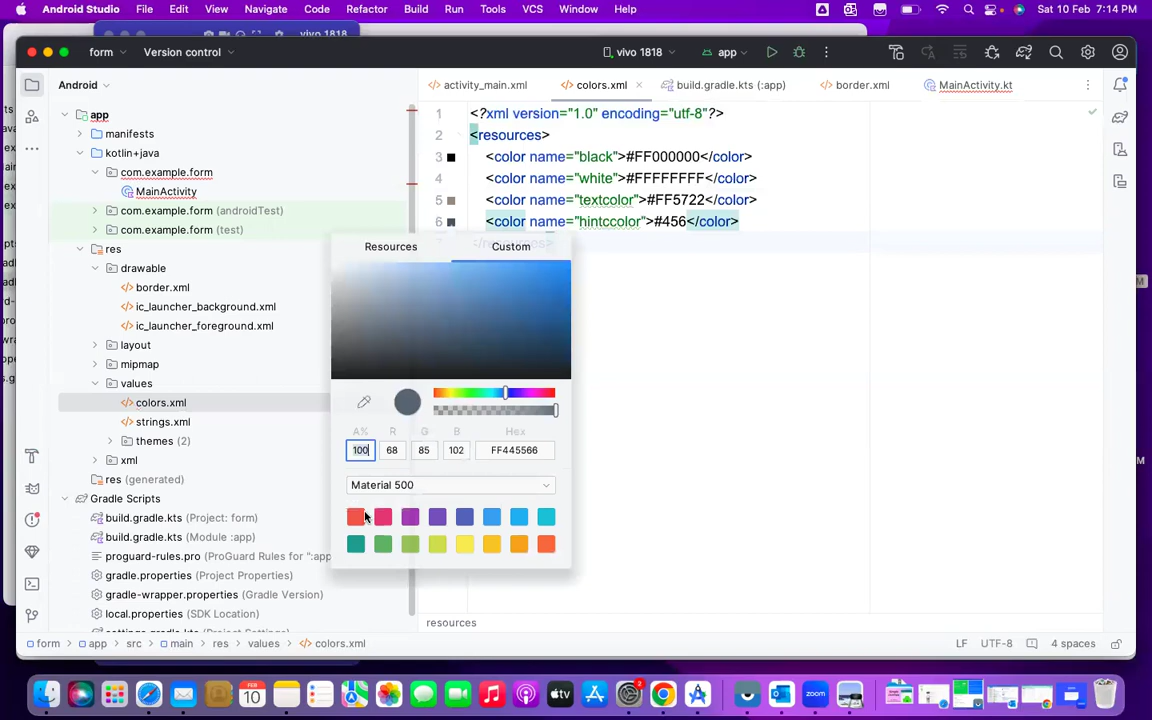 Android Studio File Edit View Navigate Code Refactor Build Run Tools VCS Window Help Sat 10 Feb 7:14 PM
vivo 1818
form Version control vivo 1818 app
Android
activity_main.xml colors.xml build.gradle.kts (:app) border.xml MainActivity.kt
app
manifests
kotlin+java
com.example.form
MainActivity
com.example.form (androidTest)
com.example.form (test)
res
drawable
border.xml
ic_launcher_background.xml
ic_launcher_foreground.xml
layout
mipmap
values
colors.xml
strings.xml
themes (2)
xml
res (generated)
Gradle Scripts
build.gradle.kts (Project: form)
build.gradle.kts (Module :app)
proguard-rules.pro (ProGuard Rules for ":app
gradle.properties (Project Properties)
gradle-wrapper.properties (Gradle Version)
local.properties (SDK Location)
1 <?xml version="1.0" encoding="utf-8"?>
2 <resources>
3 <color name="black">#FF000000</color>
4 <color name="white">#FFFFFFFF</color>
5 <color name="textcolor">#FF5722</color>
6 <color name="hintccolor">#456</color>
</resources>
Resources Custom
A% R G B Hex
100 68 85 102 FF445566
Material 500
resources
form app src main res values colors.xml LF UTF-8 4 spaces
FEB
10
tv
2
zoom